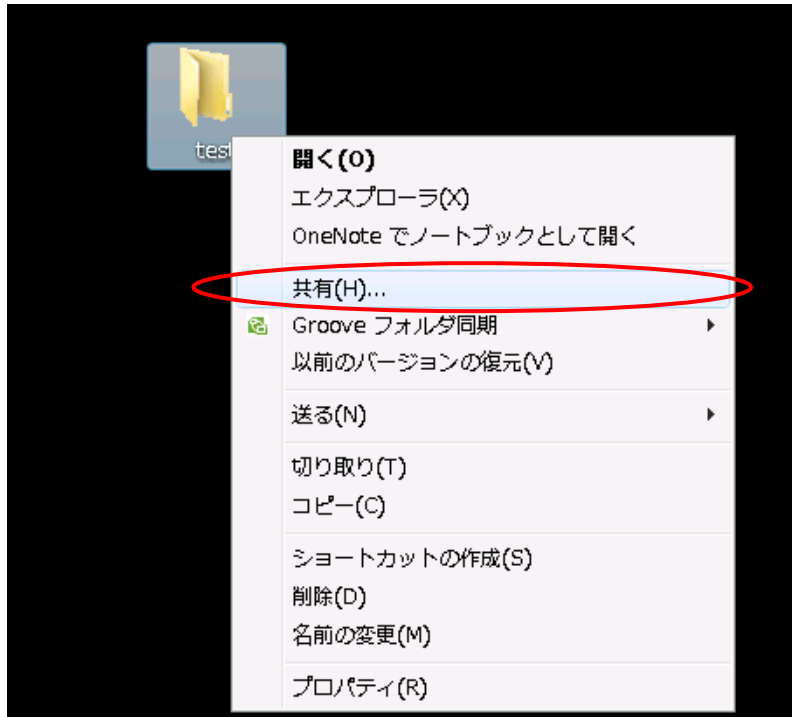 test
開く(O)
エクスプローラ(X)
OneNote でノートブックとして開く
共有(H)...
Groove フォルダ同期
以前のバージョンの復元(V)
送る(N)
切り取り(T)
コピー(C)
ショートカットの作成(S)
削除(D)
名前の変更(M)
プロパティ(R)